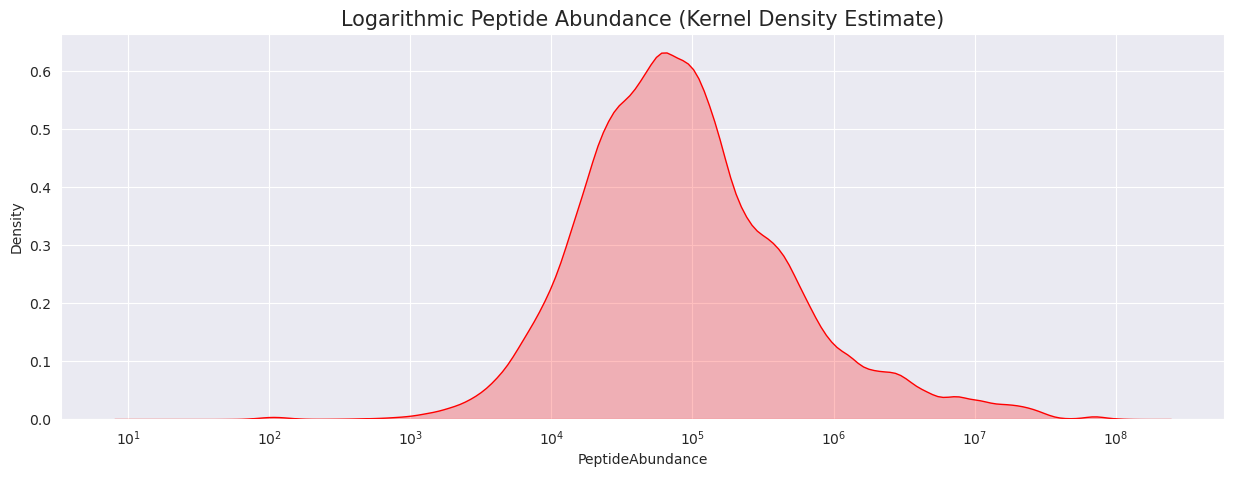 Logarithmic Peptide Abundance (Kernel Density Estimate)
Density
0.6
0.5
0.4
0.3
0.2
0.1
0.0
10¹ 10² 10³ 10⁴ 10⁵ 10⁶ 10⁷ 10⁸
PeptideAbundance